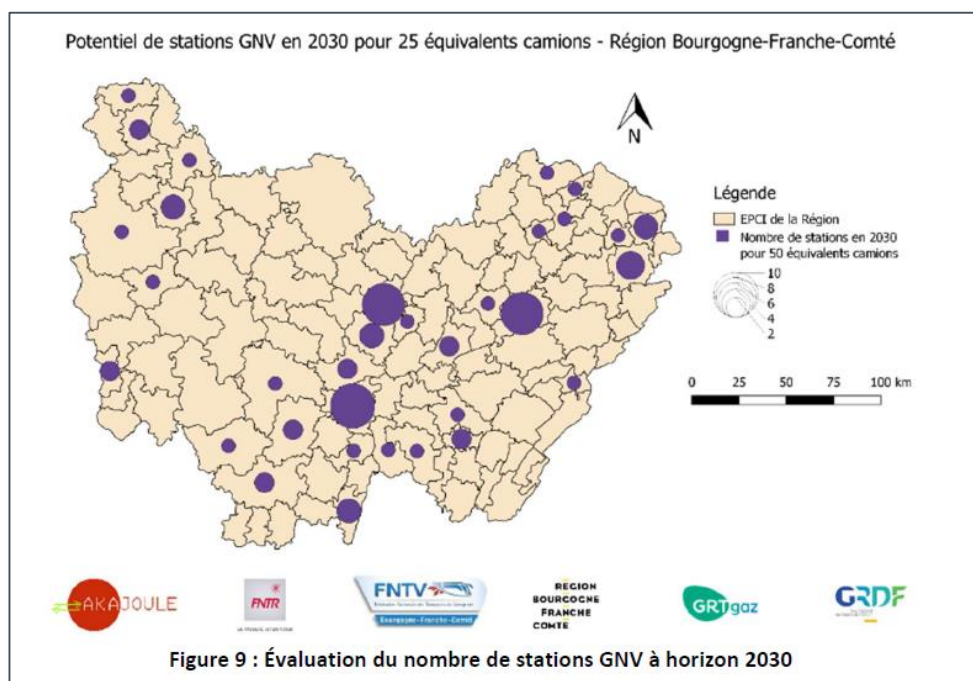 Potentiel de stations GNV en 2030 pour 25 équivalents camions - Région Bourgogne-Franche-Comté
N
Légende
EPCI de la Région
Nombre de stations en 2030
pour 50 équivalents camions
10
8
6
4
2
0 25 50 75 100 km
AKAJOULE
FNTR
FNTV
Bourgogne-Franche-Comté
RÉGION
BOURGOGNE
FRANCHE
COMTÉ
GRTgaz
GRDF
Figure 9 : Évaluation du nombre de stations GNV à horizon 2030